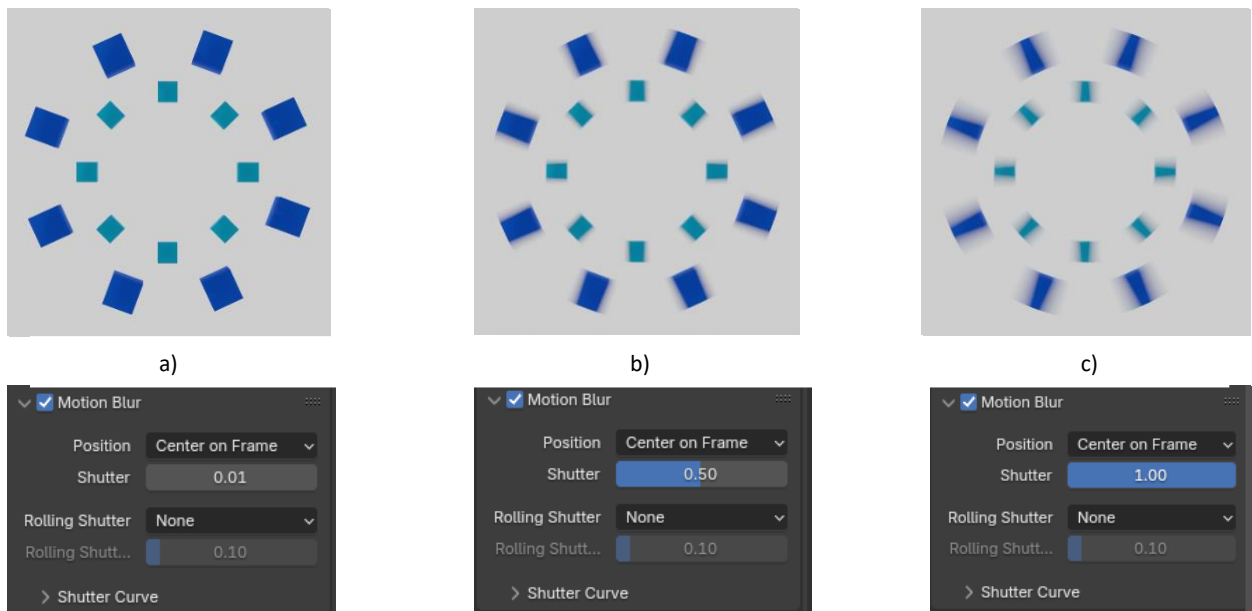 a)
b)
c)
Motion Blur
Position Center on Frame
Shutter 0.01
Rolling Shutter None
Rolling Shutt... 0.10
Shutter Curve
Motion Blur
Position Center on Frame
Shutter 0.50
Rolling Shutter None
Rolling Shutt... 0.10
Shutter Curve
Motion Blur
Position Center on Frame
Shutter 1.00
Rolling Shutter None
Rolling Shutt... 0.10
Shutter Curve